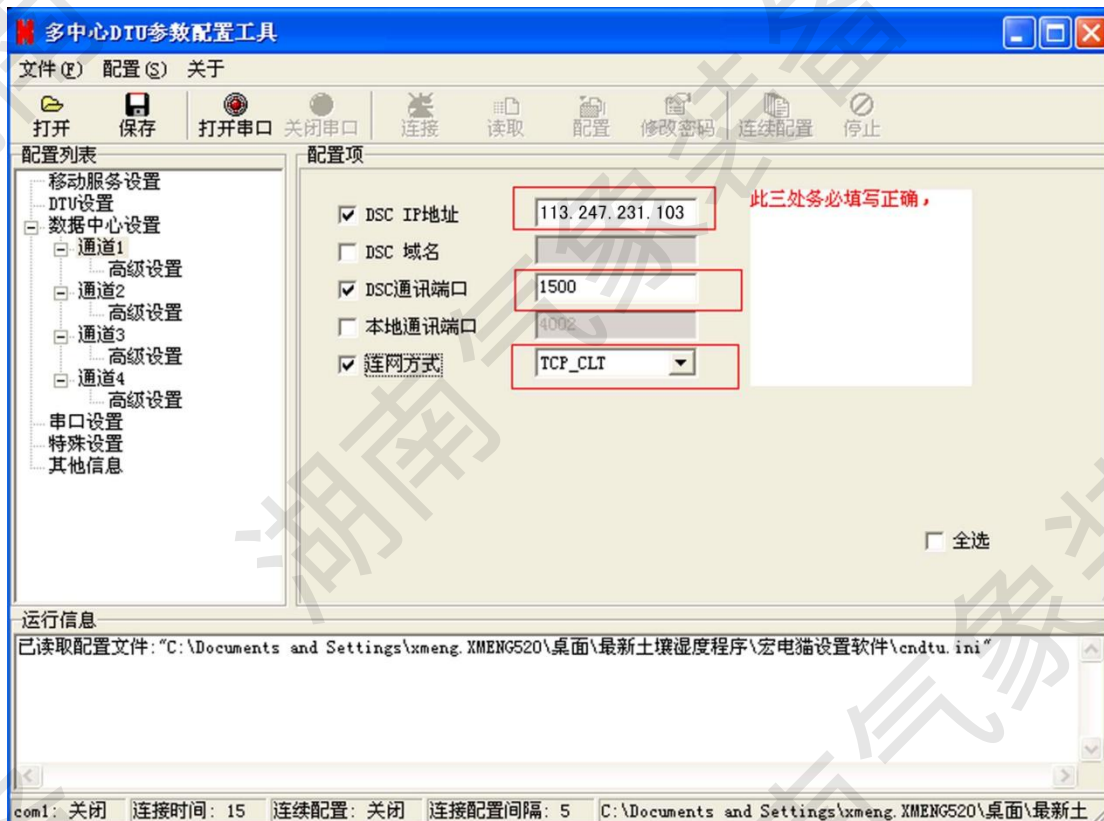 多中心DTU参数配置工具
文件(F) 配置(S) 关于
打开 保存 打开串口 关闭串口 连接 读取 配置 修改密码 连续配置 停止
配置列表
移动服务设置
DTU设置
数据中心设置
通道1
高级设置
通道2
高级设置
通道3
高级设置
通道4
高级设置
串口设置
特殊设置
其他信息
配置项
DSC IP地址 113.247.231.103
DSC 域名
DSC通讯端口 1500
本地通讯端口 4002
连网方式 TCP_CLT
此三处务必填写正确，
全选
运行信息
已读取配置文件:"C:\Documents and Settings\xmeng.XMENG520\桌面\最新土壤湿度程序\宏电猫设置软件\cndtu.ini"
com1: 关闭 连接时间: 15 连续配置: 关闭 连接配置间隔: 5 C:\Documents and Settings\xmeng.XMENG520\桌面\最新土
湖南气象装
南气象